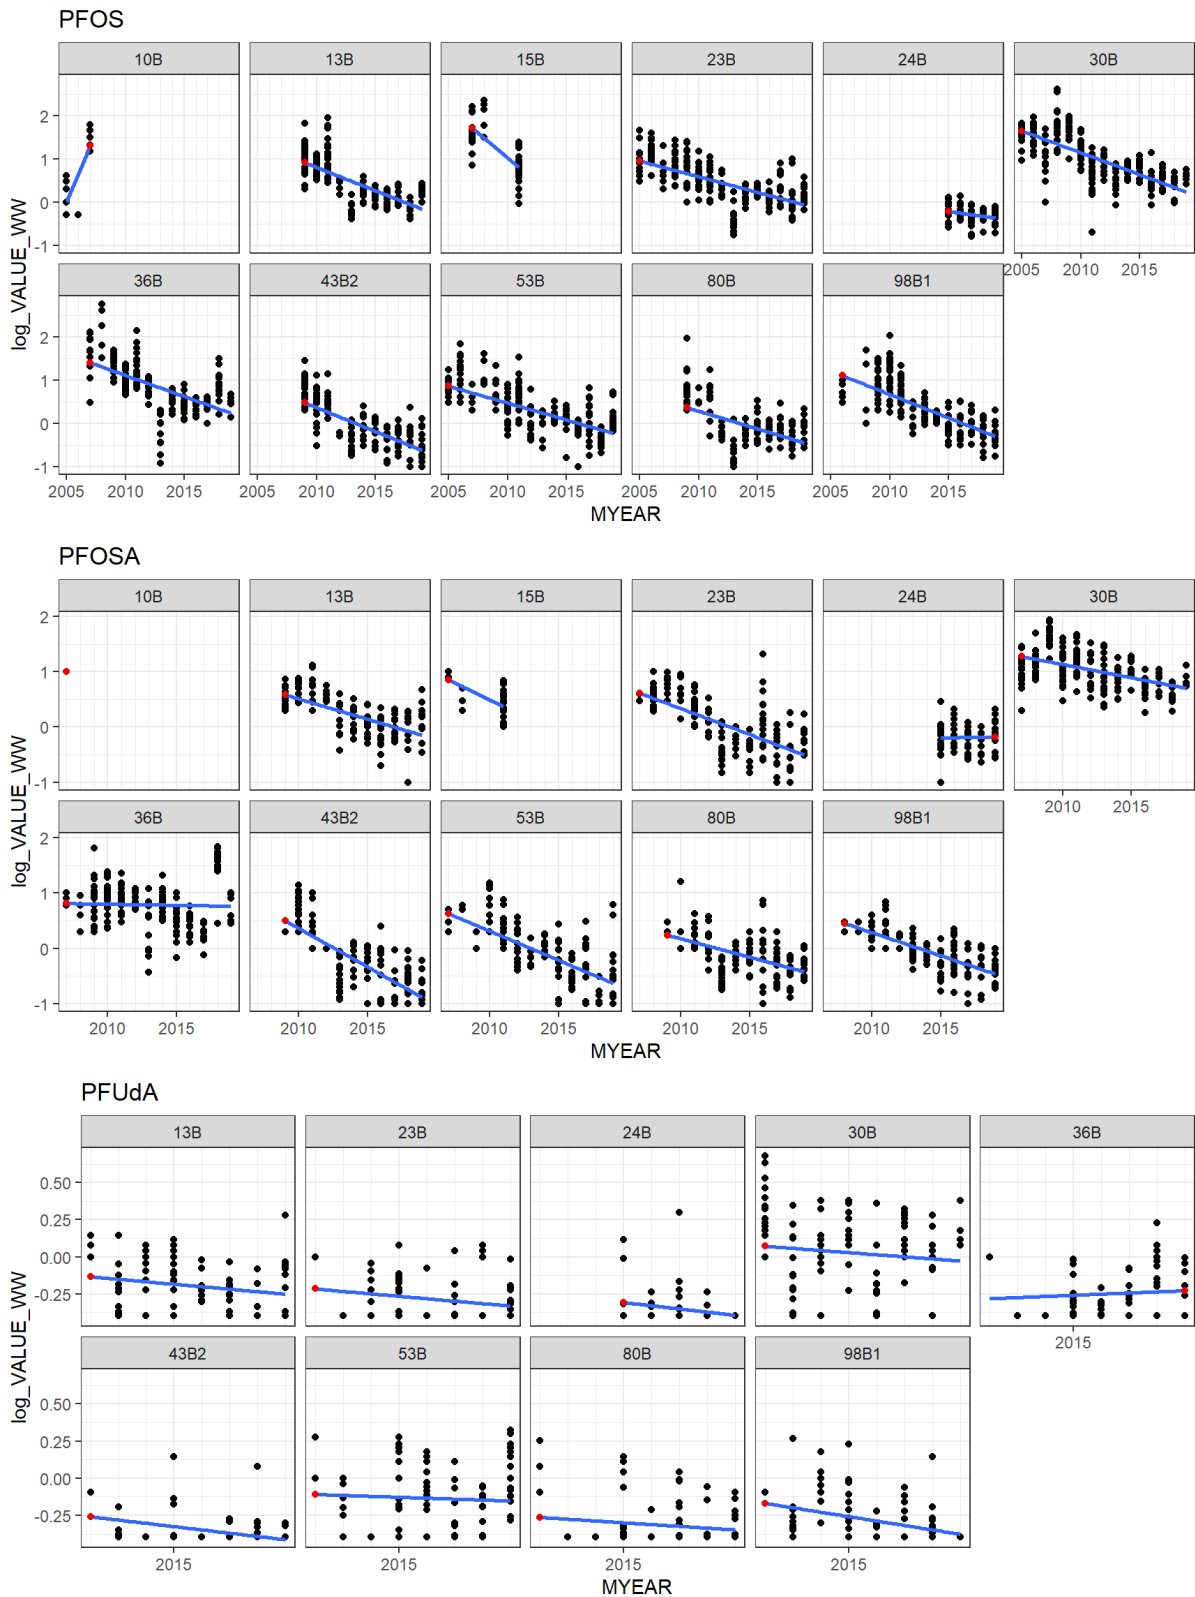 PFOS
10B 13B 15B 23B 24B 30B
2
1
0
-1
2005 2010 2015
36B 43B2 53B 80B 98B1
2
1
0
-1
2005 2010 2015 2005 2010 2015 2005 2010 2015 2005 2010 2015 2005 2010 2015
log_VALUE_WW
MYEAR
PFOSA
10B 13B 15B 23B 24B 30B
2
1
0
-1
2010 2015
36B 43B2 53B 80B 98B1
2
1
0
-1
2010 2015 2010 2015 2010 2015 2010 2015 2010 2015
log_VALUE_WW
MYEAR
PFUdA
13B 23B 24B 30B 36B
0.50
0.25
0.00
-0.25
2015
43B2 53B 80B 98B1
0.50
0.25
0.00
-0.25
2015 2015 2015 2015
log_VALUE_WW
MYEAR